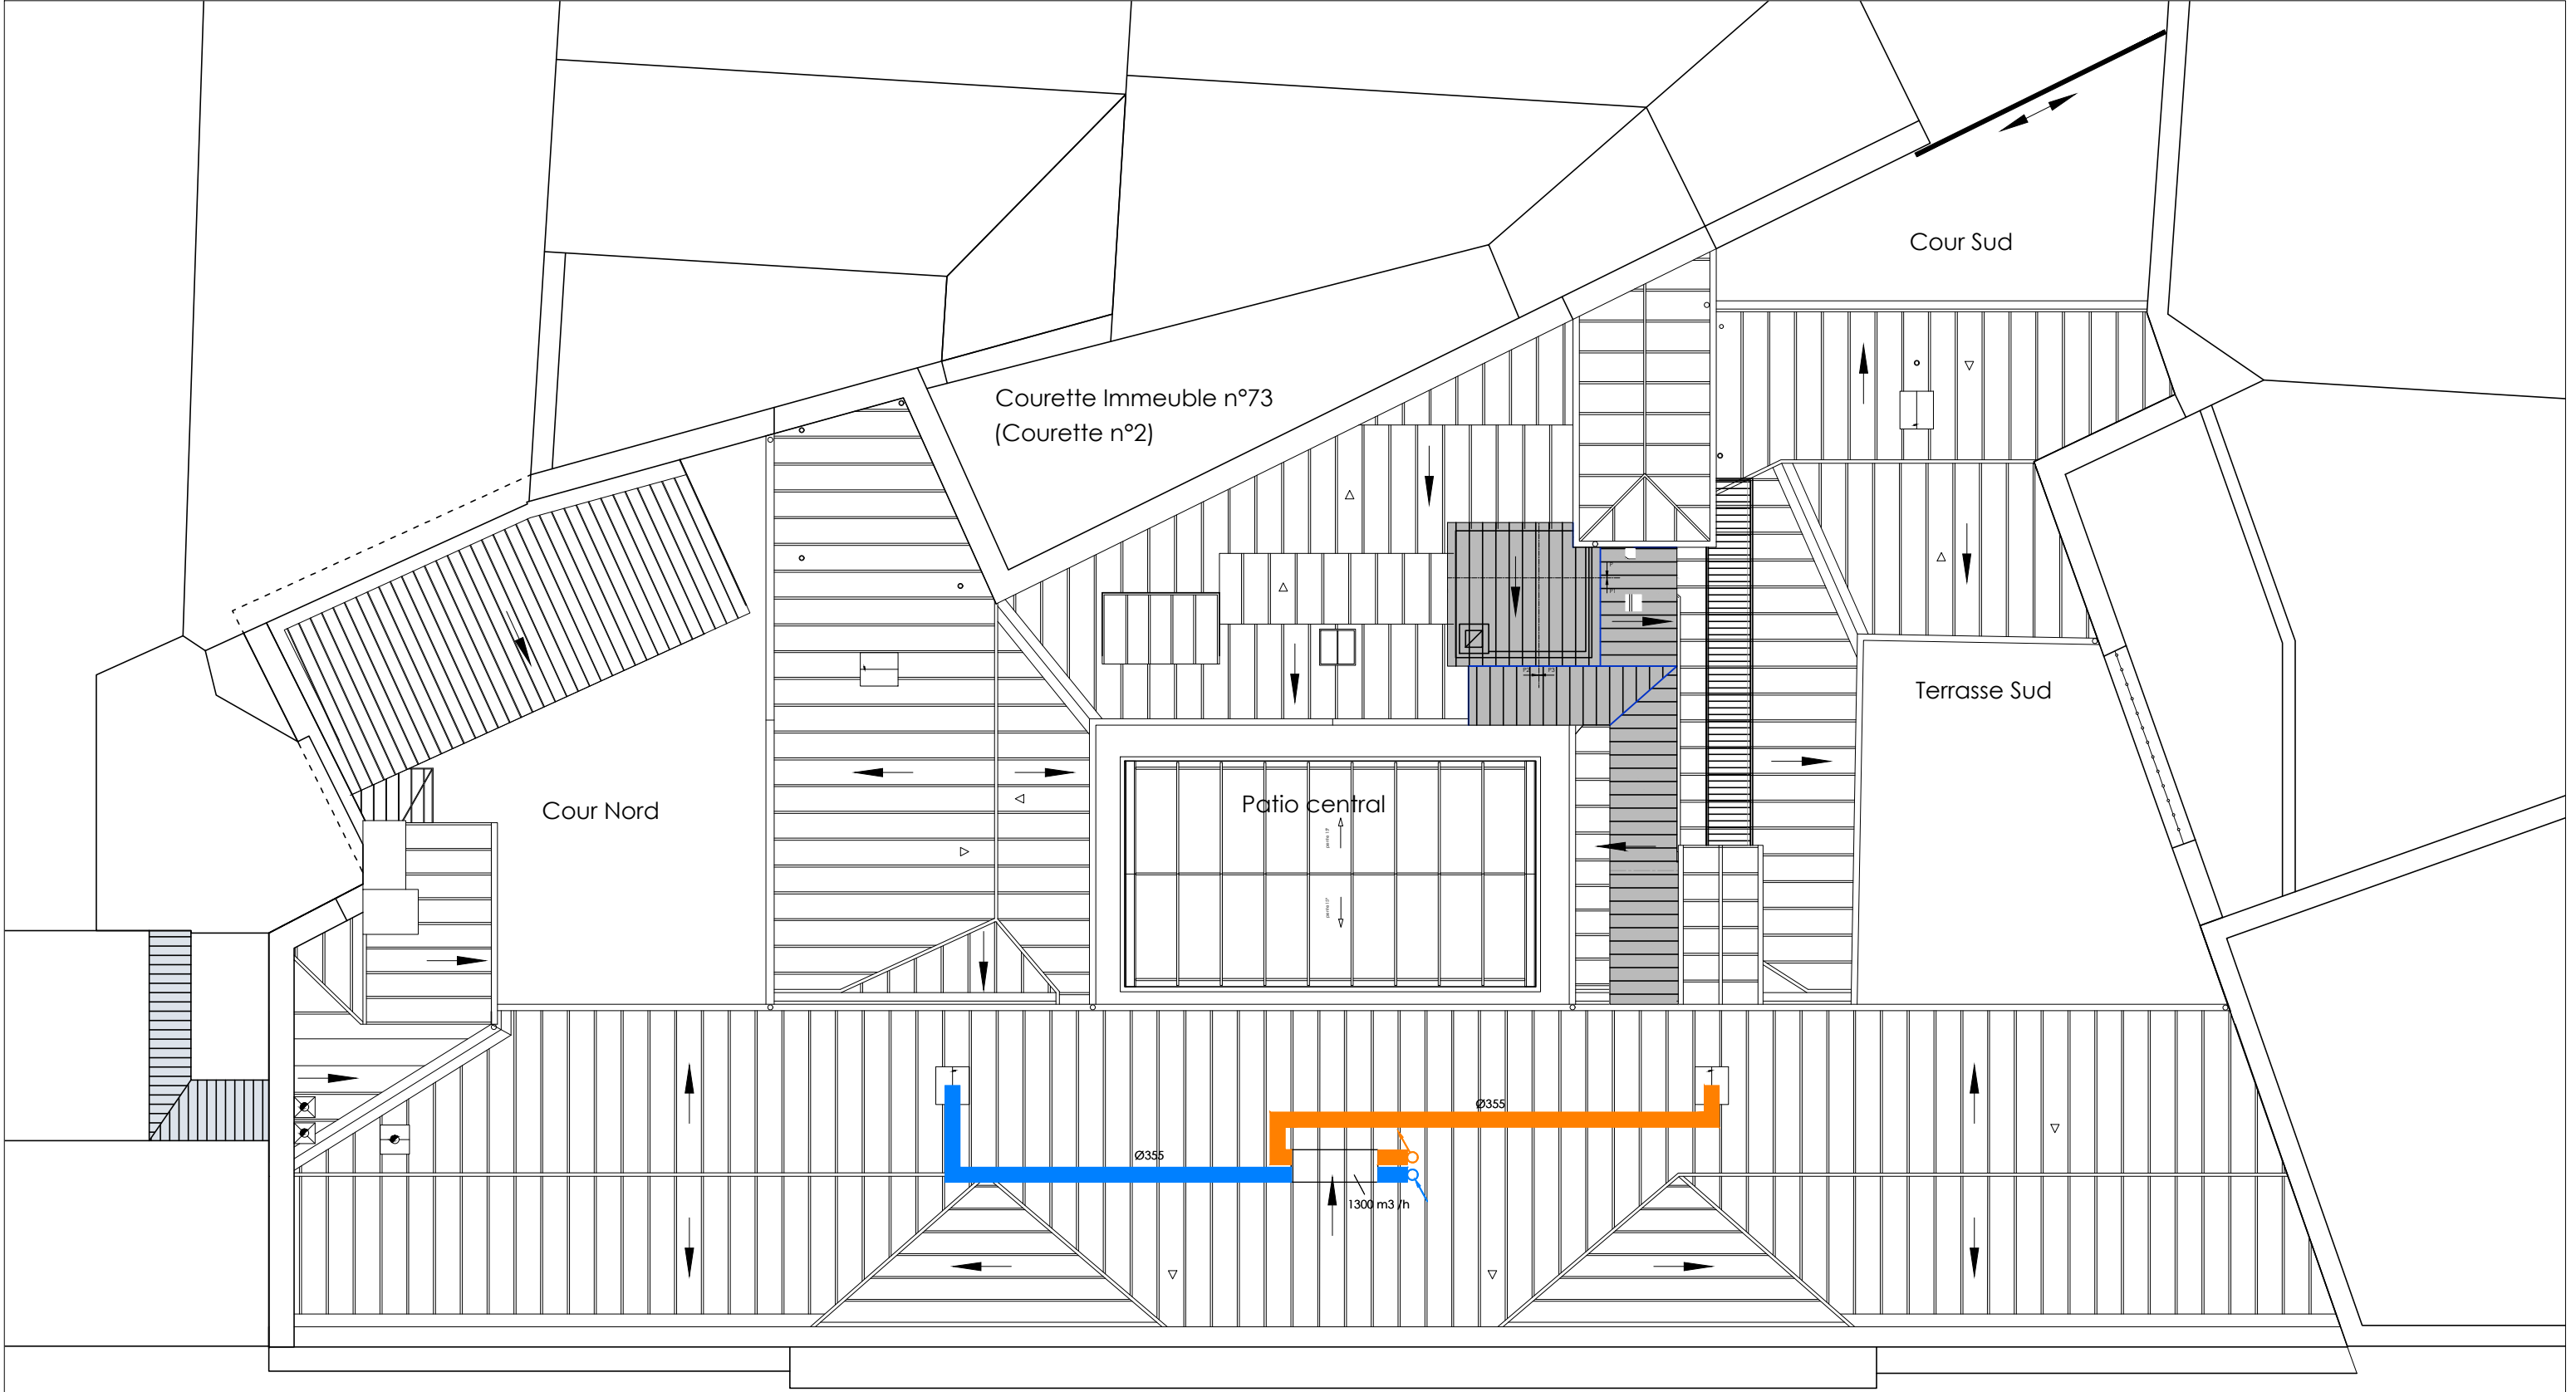 Cour Sud
Courette Immeuble n°73
(Courette n°2)
Terrasse Sud
Patio central
Cour Nord
Ø355
Ø355
1300 m3 /h